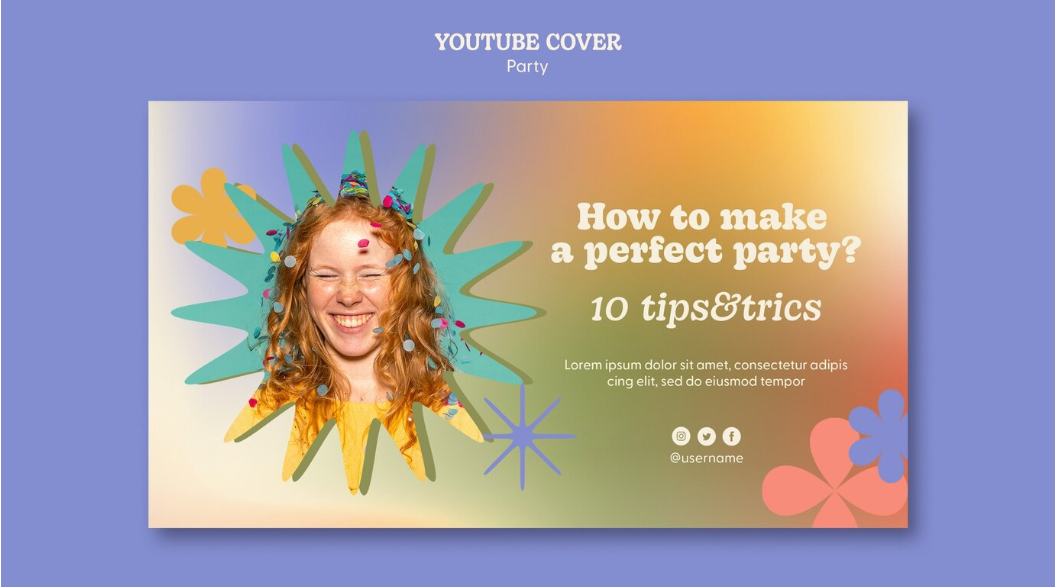 YOUTUBE COVER
Party
How to make
a perfect party?
10 tips&trics
Lorem ipsum dolor sit amet, consectetur adipis
cing elit, sed do eiusmod tempor
@username